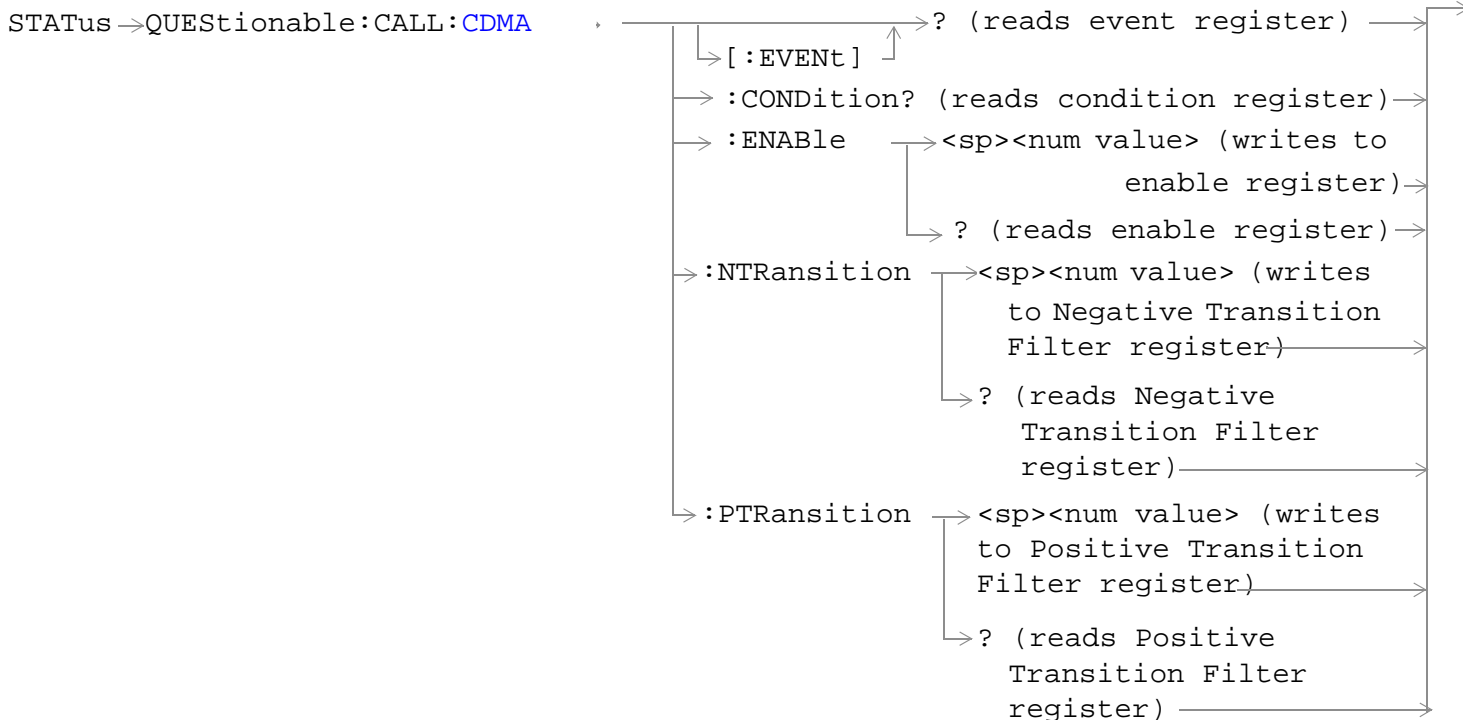 STATus QUEStionable:CALL:CDMA ? (reads event register)
[:EVENt]
:CONDition? (reads condition register)
:ENABle <sp><num value> (writes to
enable register)
? (reads enable register)
:NTRansition <sp><num value> (writes
to Negative Transition
Filter register)
? (reads Negative
Transition Filter
register)
:PTRansition <sp><num value> (writes
to Positive Transition
Filter register)
? (reads Positive
Transition Filter
register)